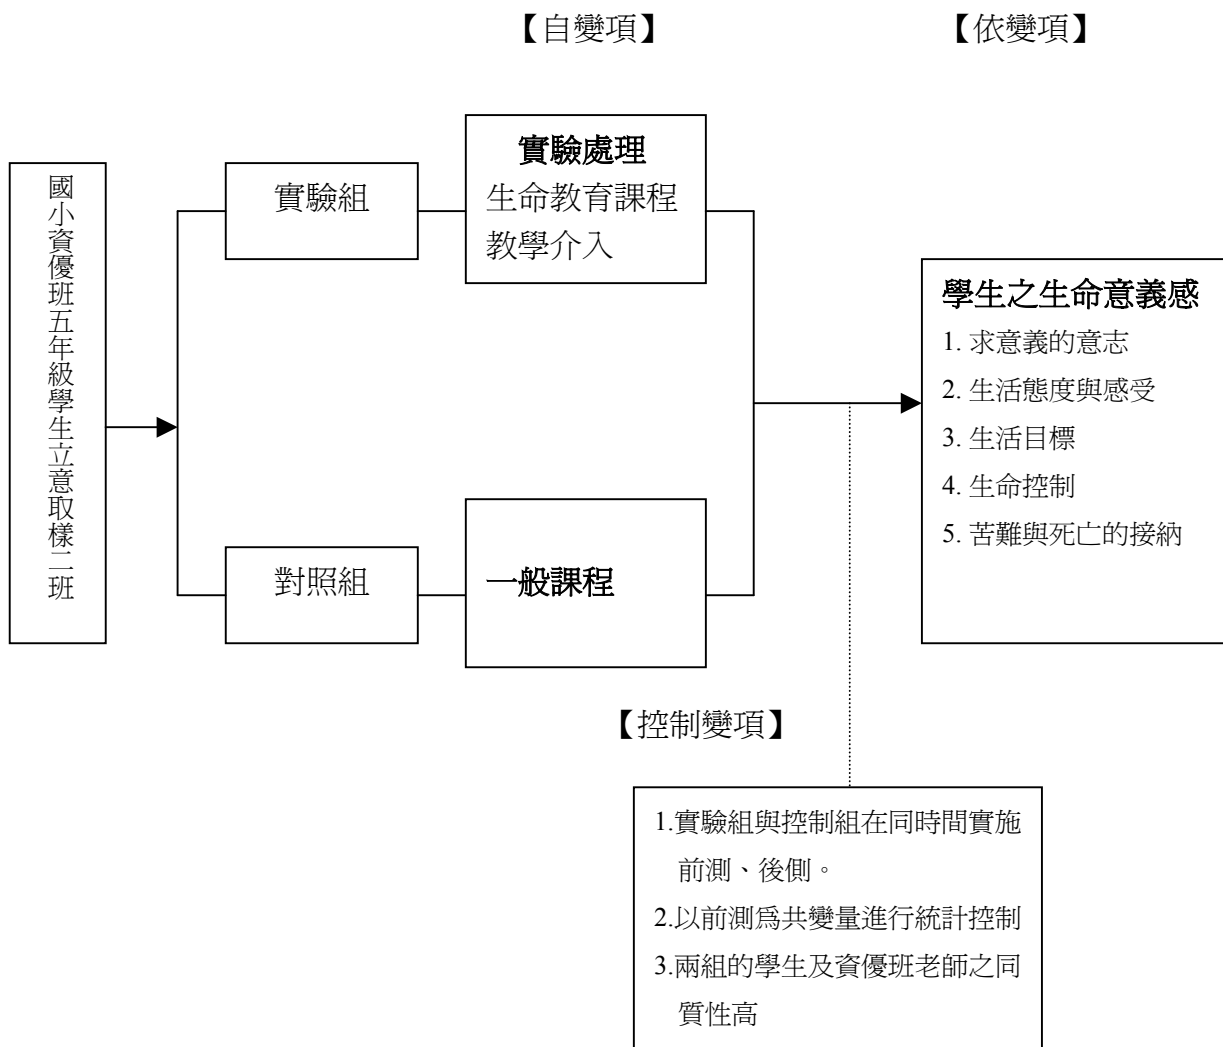 【自變項】
【依變項】
國小資優班五年級學生立意取樣二班
實驗組
實驗處理
生命教育課程
教學介入
對照組
一般課程
學生之生命意義感
1. 求意義的意志
2. 生活態度與感受
3. 生活目標
4. 生命控制
5. 苦難與死亡的接納
【控制變項】
1.實驗組與控制組在同時間實施
前測、後側。
2.以前測爲共變量進行統計控制
3.兩組的學生及資優班老師之同
質性高